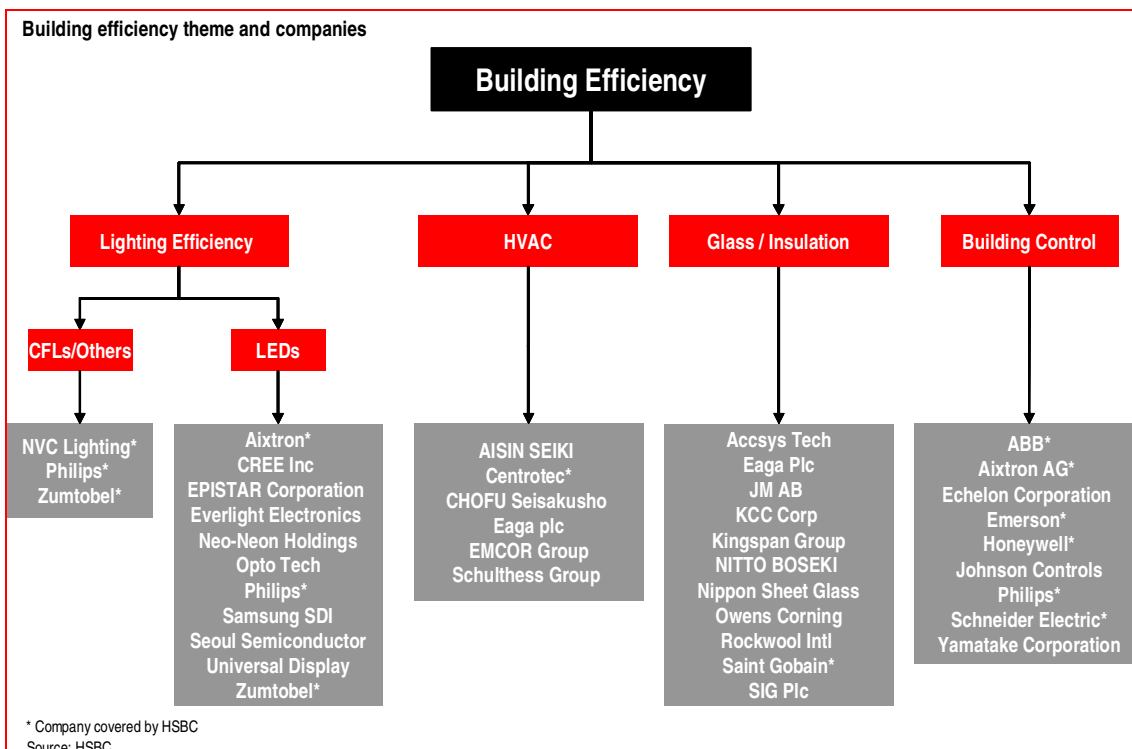 Building efficiency theme and companies
Building Efficiency
Lighting Efficiency
HVAC
Glass / Insulation
Building Control
CFLs/Others
LEDs
NVC Lighting*
Philips*
Zumtobel*
Aixtron*
CREE Inc
EPISTAR Corporation
Everlight Electronics
Neo-Neon Holdings
Opto Tech
Philips*
Samsung SDI
Seoul Semiconductor
Universal Display
Zumtobel*
AISIN SEIKI
Centrotec*
CHOFU Seisakusho
Eaga plc
EMCOR Group
Schulthess Group
Accsys Tech
Eaga Plc
JM AB
KCC Corp
Kingspan Group
NITTO BOSEKI
Nippon Sheet Glass
Owens Corning
Rockwool Intl
Saint Gobain*
SIG Plc
ABB*
Aixtron AG*
Echelon Corporation
Emerson*
Honeywell*
Johnson Controls
Philips*
Schneider Electric*
Yamatake Corporation
* Company covered by HSBC
Source: HSBC